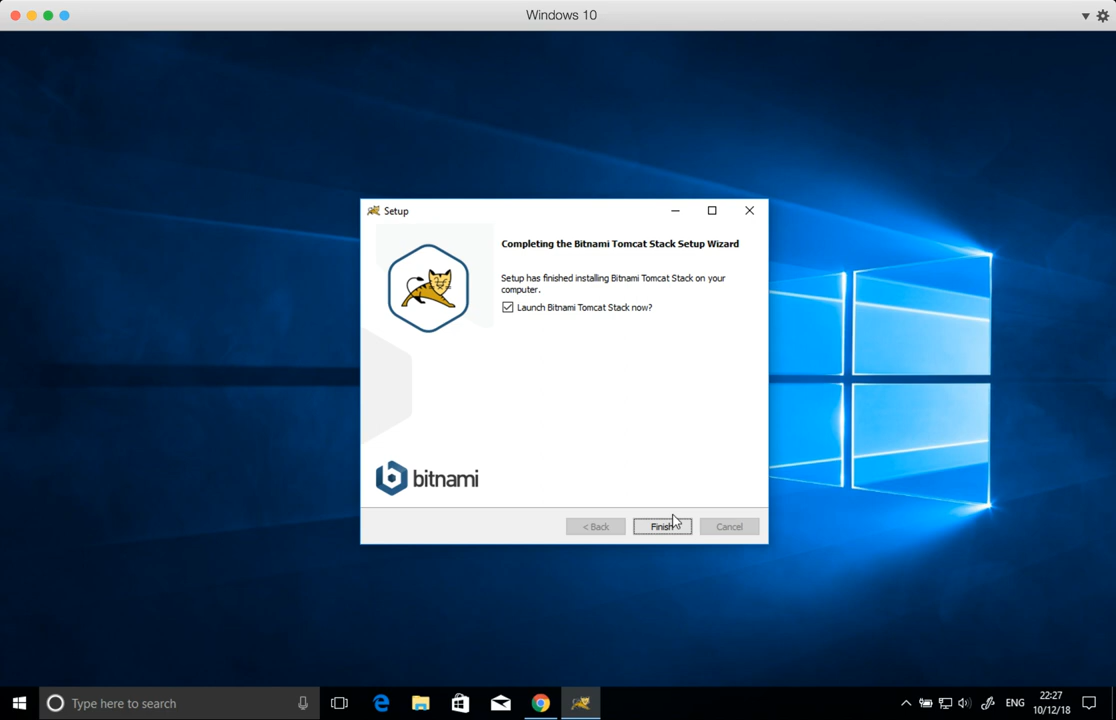 Windows 10
Setup
Completing the Bitnami Tomcat Stack Setup Wizard
Setup has finished installing Bitnami Tomcat Stack on your
computer.
Launch Bitnami Tomcat Stack now?
bitnami
< Back
Finish
Cancel
Type here to search
ENG
22:27
10/12/18